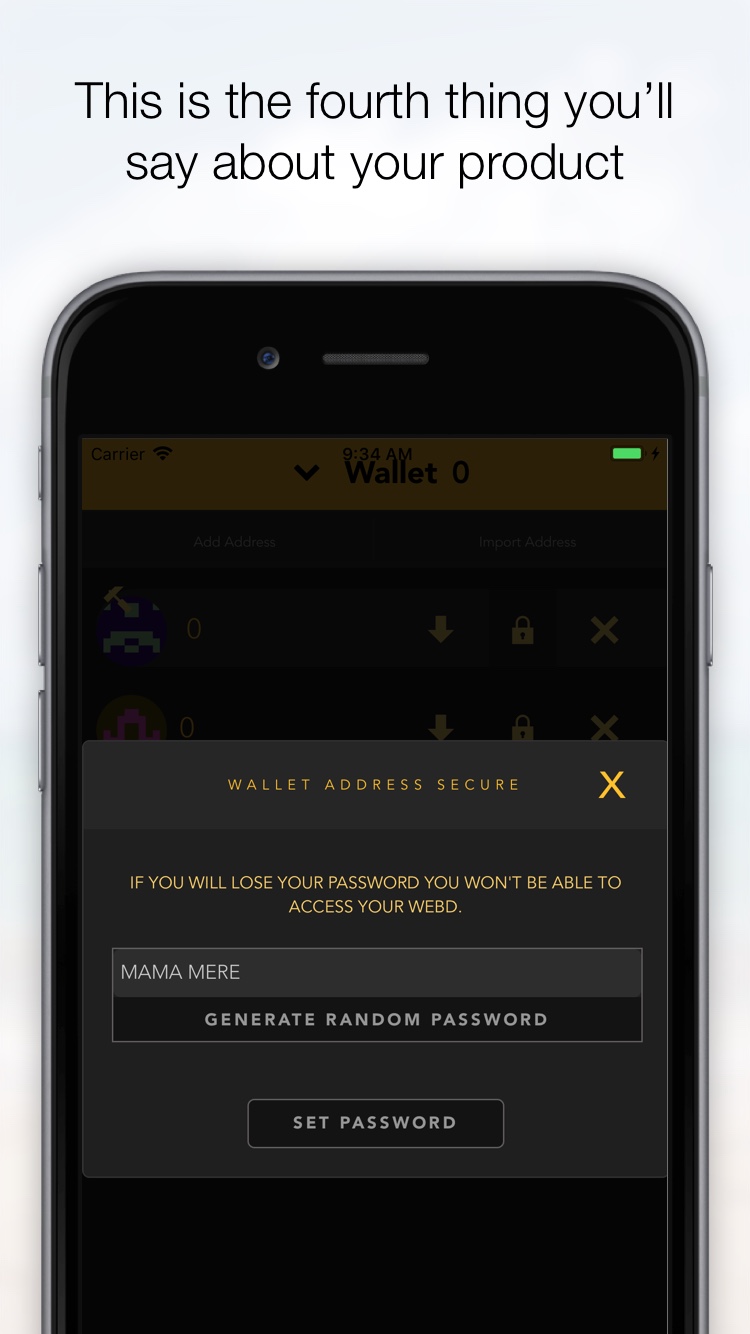 This is the fourth thing you’ll
say about your product
Carrier
9:34 AM
Wallet 0
Add Address
Import Address
0
0
WALLET ADDRESS SECURE
X
IF YOU WILL LOSE YOUR PASSWORD YOU WON'T BE ABLE TO
ACCESS YOUR WEBD.
MAMA MERE
GENERATE RANDOM PASSWORD
SET PASSWORD